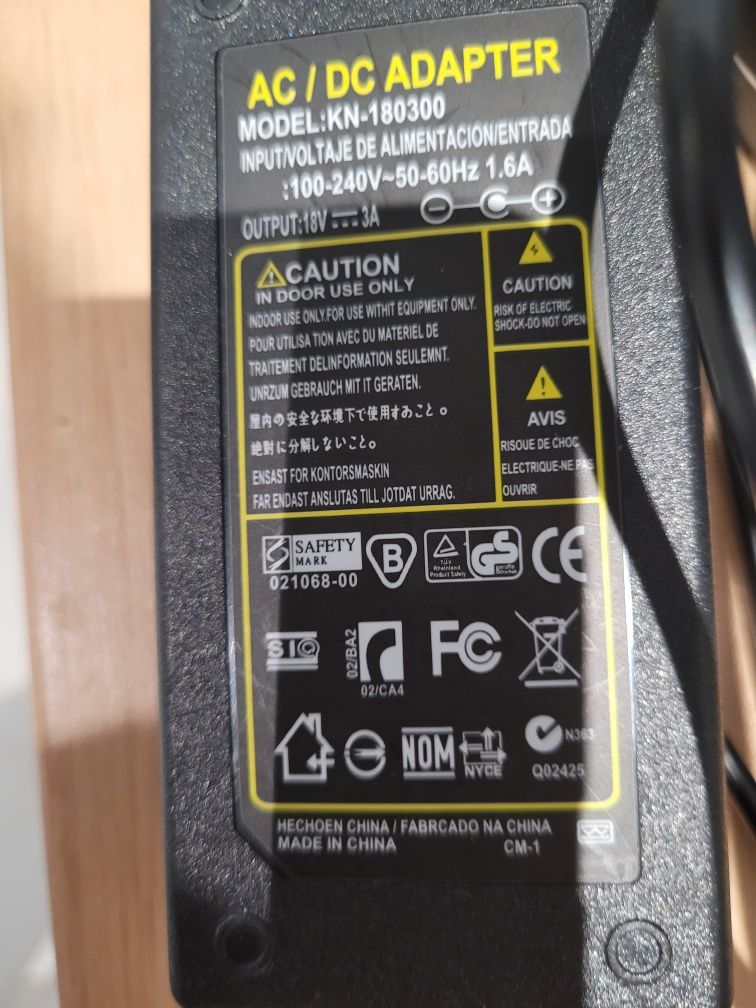 AC / DC ADAPTER
MODEL:KN-180300
INPUT/VOLTAJE DE ALIMENTACION/ENTRADA
:100-240V~50-60Hz 1.6A
OUTPUT:18V ⎓ 3A
CAUTION
IN DOOR USE ONLY
INDOOR USE ONLY.FOR USE WITHIT EQUIPMENT ONLY.
POUR UTILISA TION AVEC DU MATERIEL DE
TRAITEMENT DELINFORMATION SEULEMNT.
UNRZUM GEBRAUCH MIT IT GERATEN.
屋内の安全な环境下で使用すあこと。
绝對に分解しないこと。
ENSAST FOR KONTORSMASKIN
FAR ENDAST ANSLUTAS TILL JOTDAT URRAG.
CAUTION
RISK OF ELECTRIC
SHOCK-DO NOT OPEN
AVIS
RISOUE DE CHOC
ELECTRIQUE-NE PAS
OUVRIR
SAFETY
MARK
021068-00
B
TÜV
Rheinland
Product Safety
GS
CE
SIQ
02/BA2
02/CA4
FC
NOM
NYCE
N363
Q02425
HECHOEN CHINA / FABRCADO NA CHINA
MADE IN CHINA
CM-1